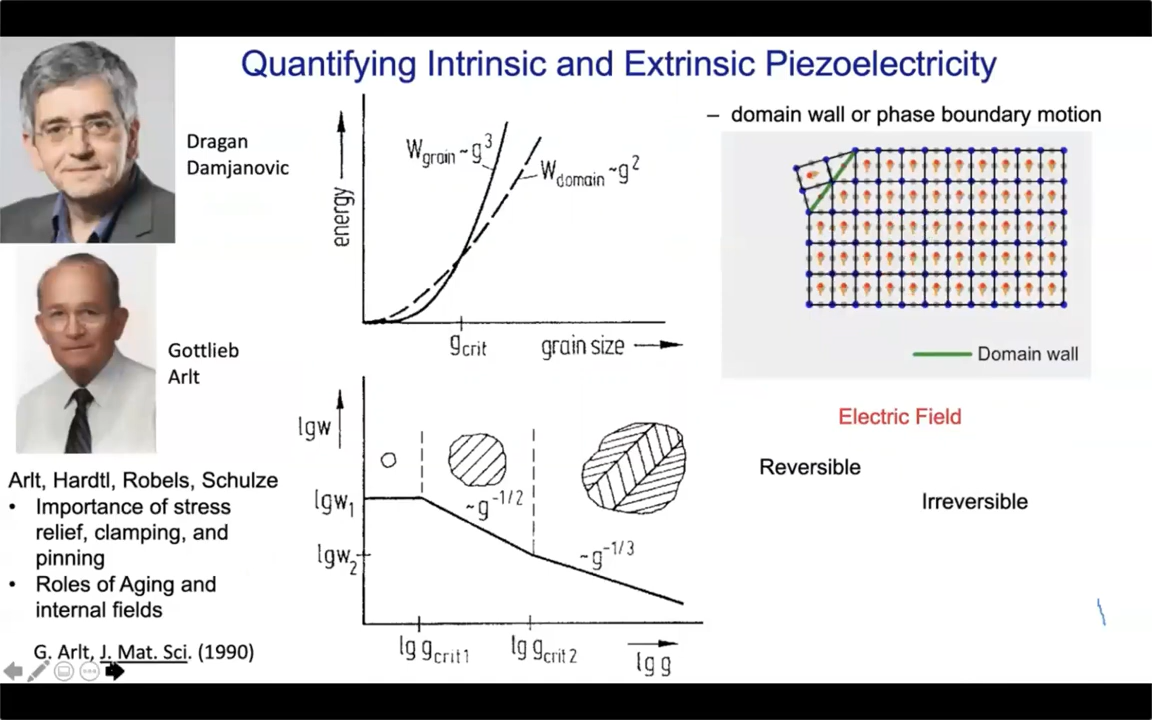 Quantifying Intrinsic and Extrinsic Piezoelectricity
Dragan
Damjanovic
Gottlieb
Arlt
Arlt, Hardtl, Robels, Schulze
• Importance of stress
relief, clamping, and
pinning
• Roles of Aging and
internal fields
G. Arlt, J. Mat. Sci. (1990)
energy
W_grain ~ g³
W_domain ~ g²
g_crit
grain size
lgw
lgw₁
lgw₂
~g^-1/2
~g^-1/3
lg g_crit1
lg g_crit2
lg g
– domain wall or phase boundary motion
Domain wall
Electric Field
Reversible
Irreversible